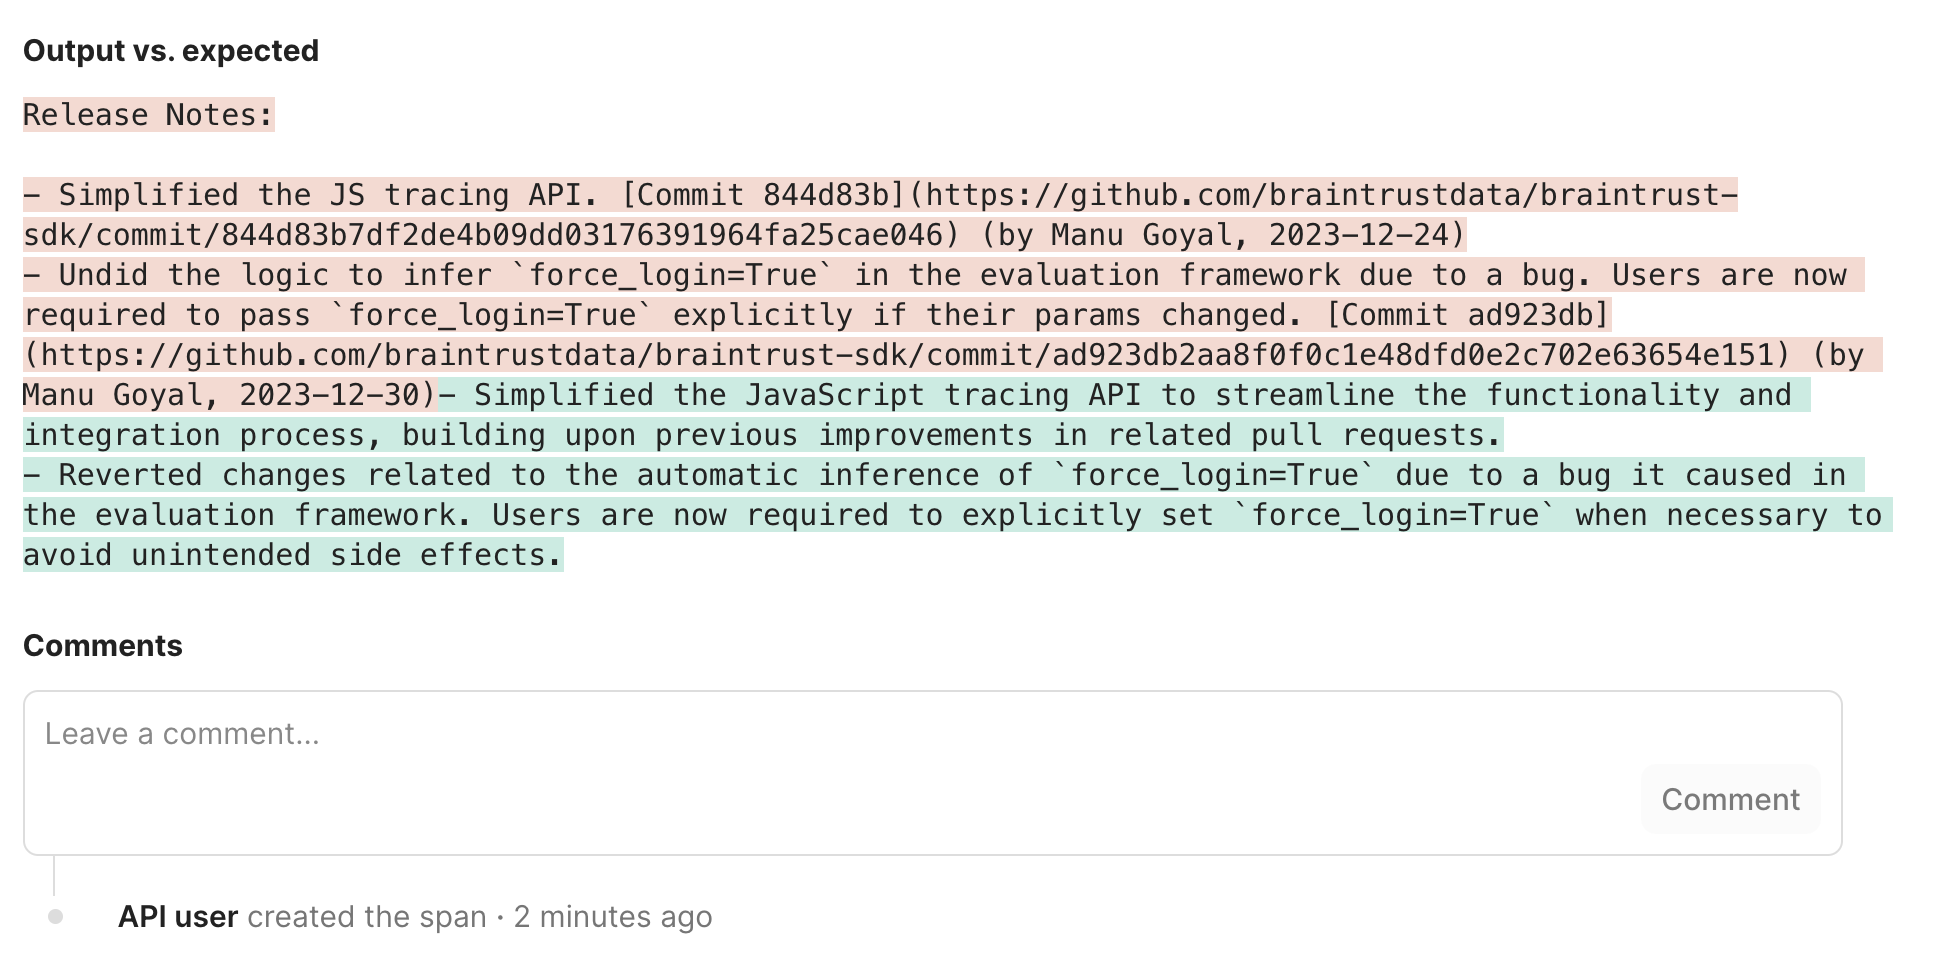 Output vs. expected
Release Notes:
– Simplified the JS tracing API. [Commit 844d83b](https://github.com/braintrustdata/braintrust–
sdk/commit/844d83b7df2de4b09dd03176391964fa25cae046) (by Manu Goyal, 2023–12–24)
– Undid the logic to infer `force_login=True` in the evaluation framework due to a bug. Users are now
required to pass `force_login=True` explicitly if their params changed. [Commit ad923db]
(https://github.com/braintrustdata/braintrust–sdk/commit/ad923db2aa8f0f0c1e48dfd0e2c702e63654e151) (by
Manu Goyal, 2023–12–30)– Simplified the JavaScript tracing API to streamline the functionality and
integration process, building upon previous improvements in related pull requests.
– Reverted changes related to the automatic inference of `force_login=True` due to a bug it caused in
the evaluation framework. Users are now required to explicitly set `force_login=True` when necessary to
avoid unintended side effects.
Comments
Leave a comment...
Comment
API user created the span · 2 minutes ago